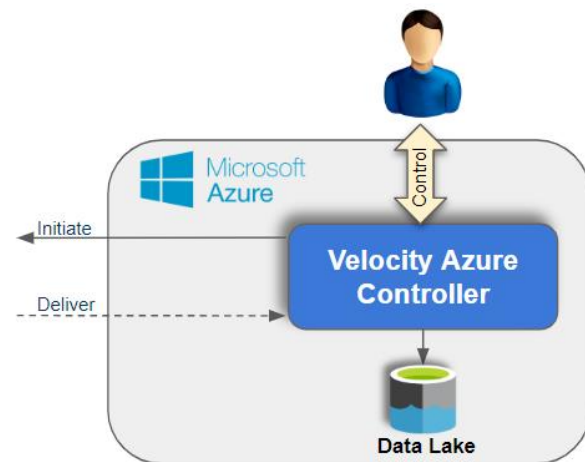 Control
Microsoft
Azure
Initiate
Velocity Azure
Controller
Deliver
Data Lake